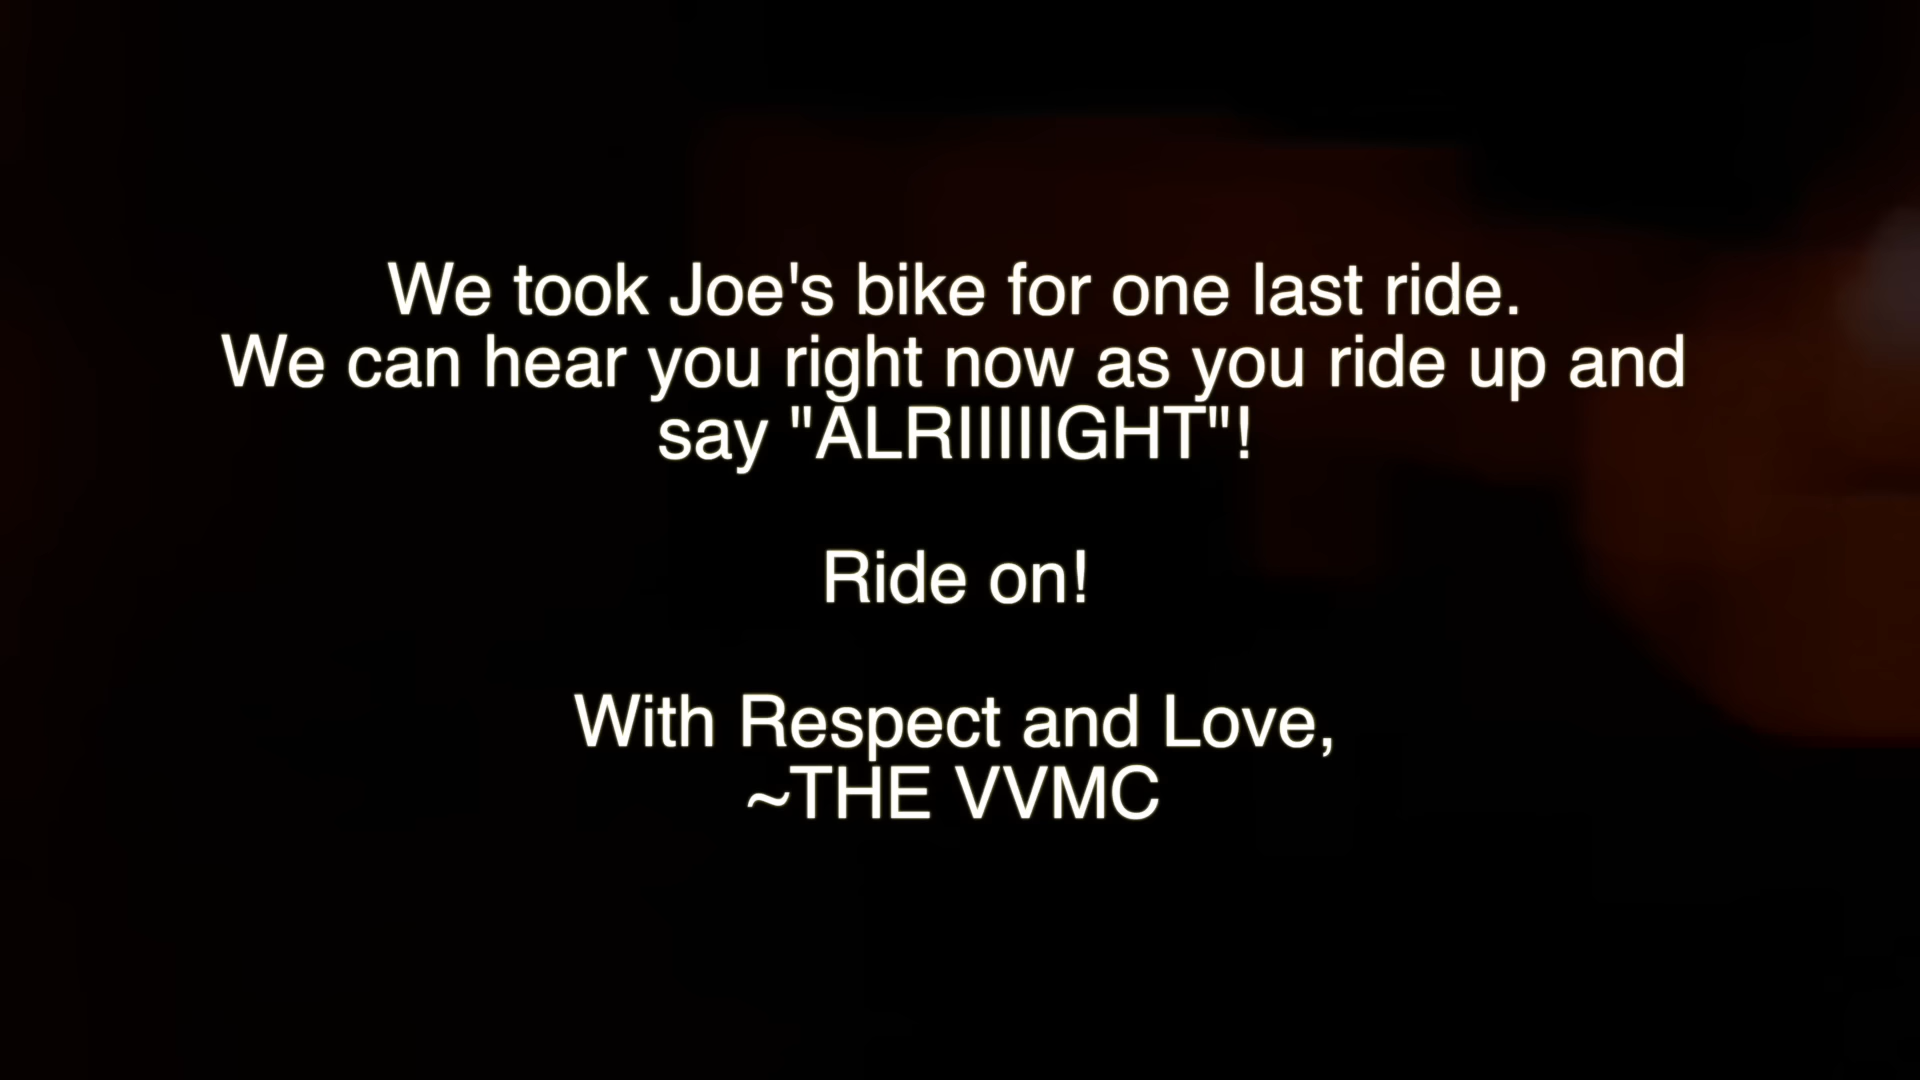 We took Joe's bike for one last ride.
We can hear you right now as you ride up and
say "ALRIIIIIGHT"!
Ride on!
With Respect and Love,
~THE VVMC